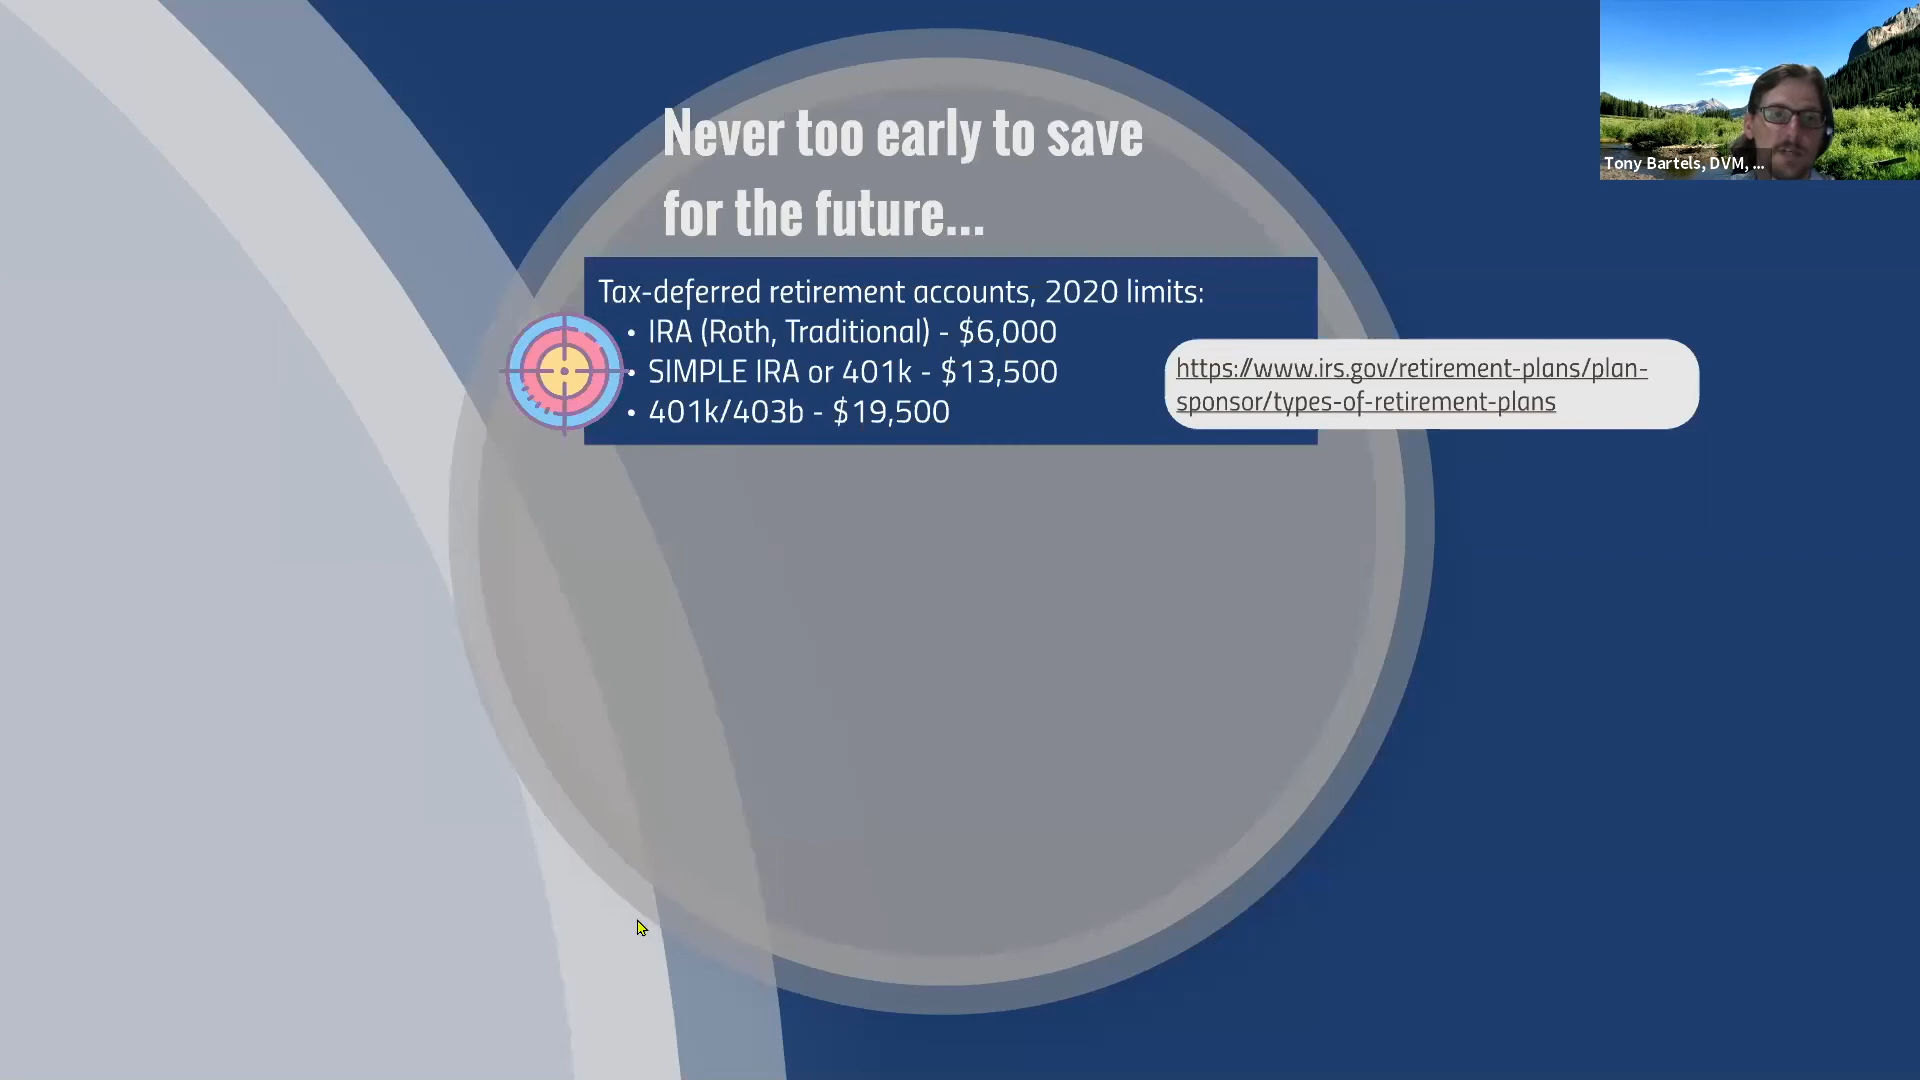 Never too early to save
for the future...
Tax-deferred retirement accounts, 2020 limits:
• IRA (Roth, Traditional) - $6,000
• SIMPLE IRA or 401k - $13,500
• 401k/403b - $19,500
https://www.irs.gov/retirement-plans/plan-
sponsor/types-of-retirement-plans
Tony Bartels, DVM, ...